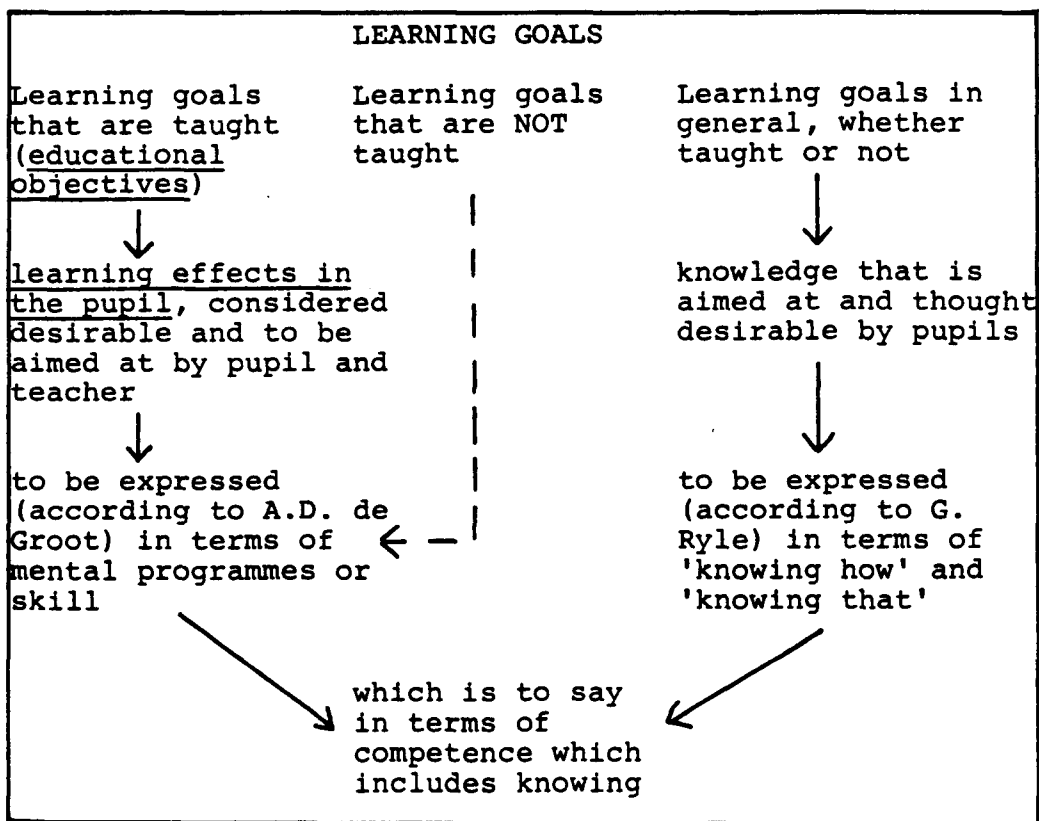 LEARNING GOALS
Learning goals
that are taught
(educational
objectives)
Learning goals
that are NOT
taught
Learning goals in
general, whether
taught or not
learning effects in
the pupil, considered
desirable and to be
aimed at by pupil and
teacher
knowledge that is
aimed at and thought
desirable by pupils
to be expressed
(according to A.D. de
Groot) in terms of
mental programmes or
skill
to be expressed
(according to G.
Ryle) in terms of
'knowing how' and
'knowing that'
which is to say
in terms of
competence which
includes knowing